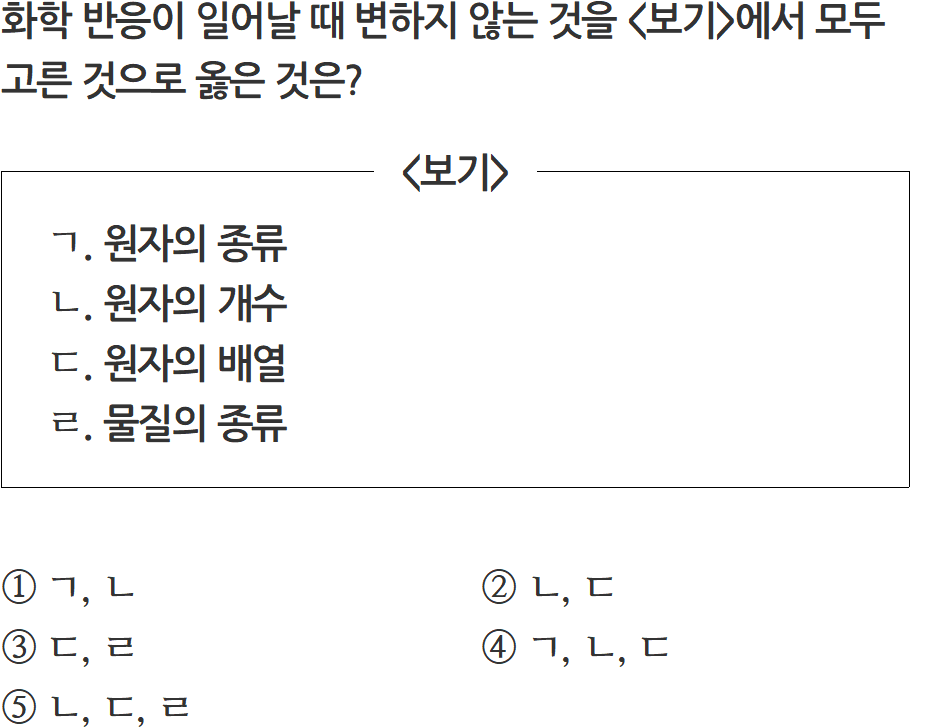 화학 반응이 일어날 때 변하지 않는 것을 <보기>에서 모두
고른 것으로 옳은 것은?
<보기>
ㄱ. 원자의 종류
ㄴ. 원자의 개수
ㄷ. 원자의 배열
ㄹ. 물질의 종류
① ㄱ, ㄴ ② ㄴ, ㄷ
③ ㄷ, ㄹ ④ ㄱ, ㄴ, ㄷ
⑤ ㄴ, ㄷ, ㄹ